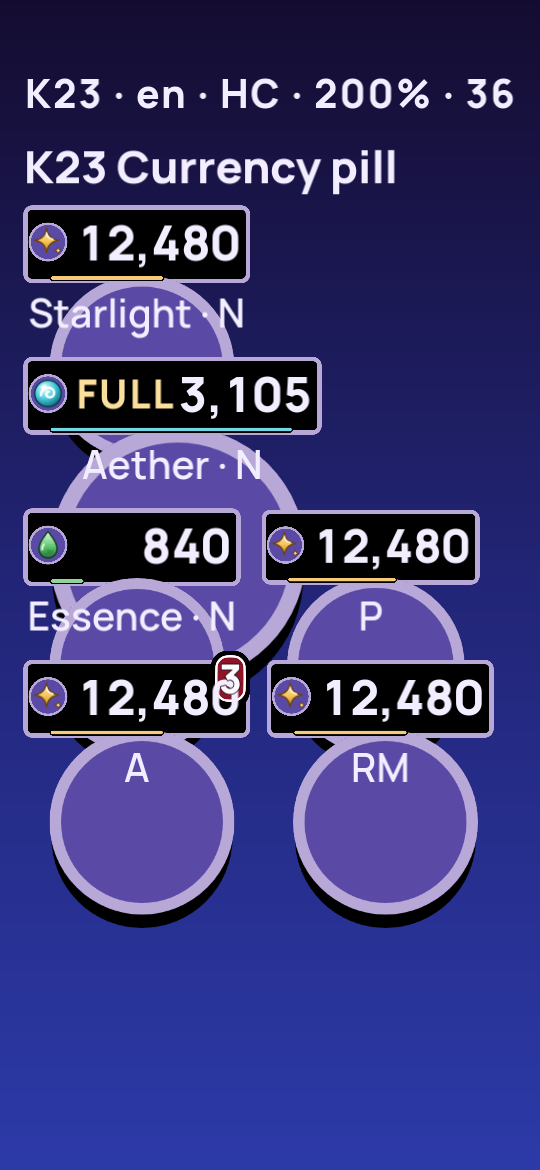 K23 · en · HC · 200% · 36
K23 Currency pill
12,480
Starlight · N
FULL 3,105
Aether · N
840
12,480
Essence · N
P
3
12,480
12,480
A
RM